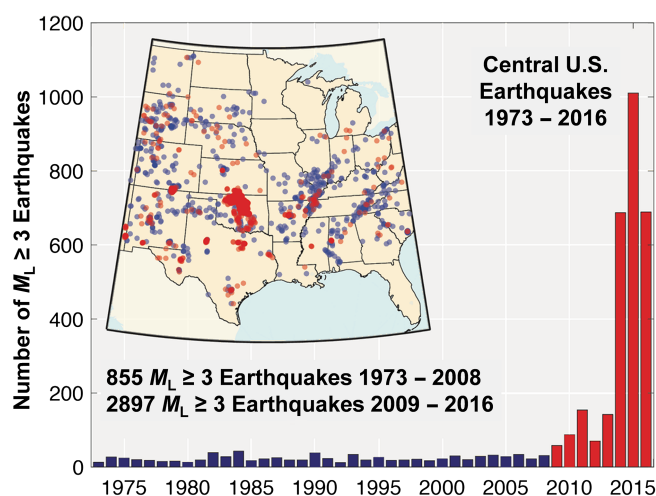 1200
1000
800
600
400
200
0
Number of ML ≥ 3 Earthquakes
Central U.S.
Earthquakes
1973 – 2016
855 ML ≥ 3 Earthquakes 1973 – 2008
2897 ML ≥ 3 Earthquakes 2009 – 2016
1975 1980 1985 1990 1995 2000 2005 2010 2015